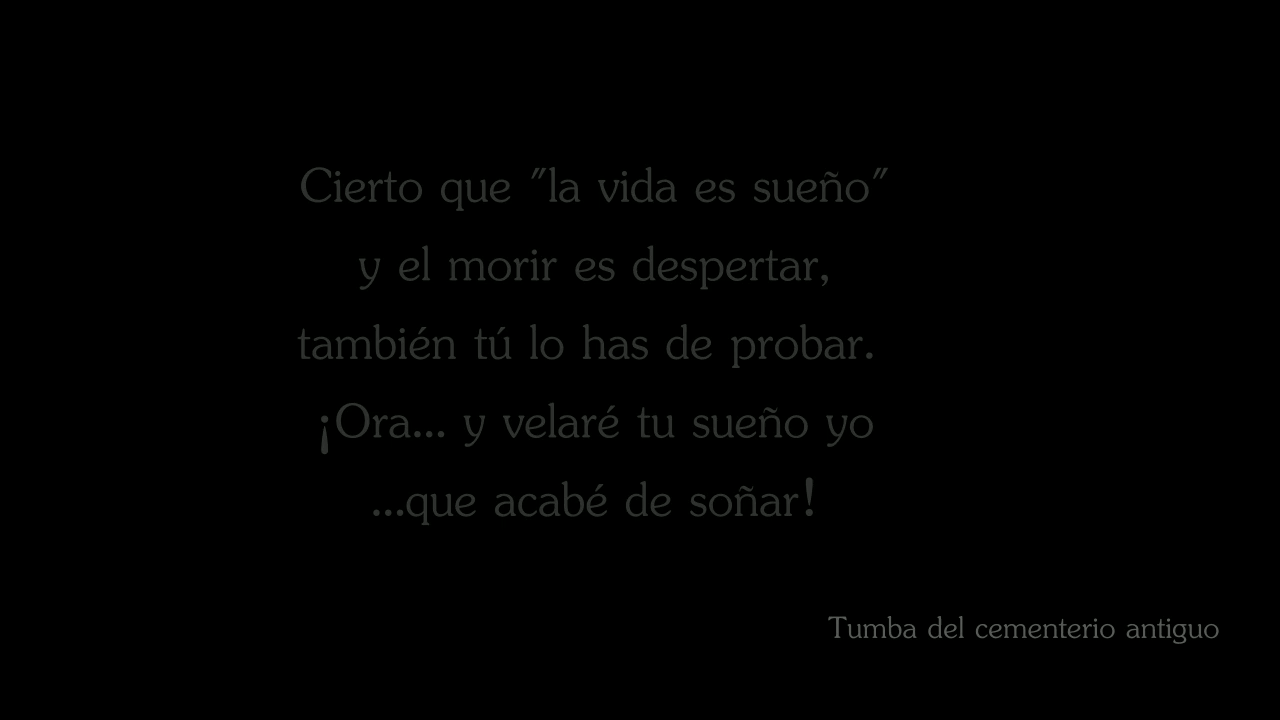 Cierto que "la vida es sueño"
y el morir es despertar,
también tú lo has de probar.
¡Ora... y velaré tu sueño yo
...que acabé de soñar!
Tumba del cementerio antiguo